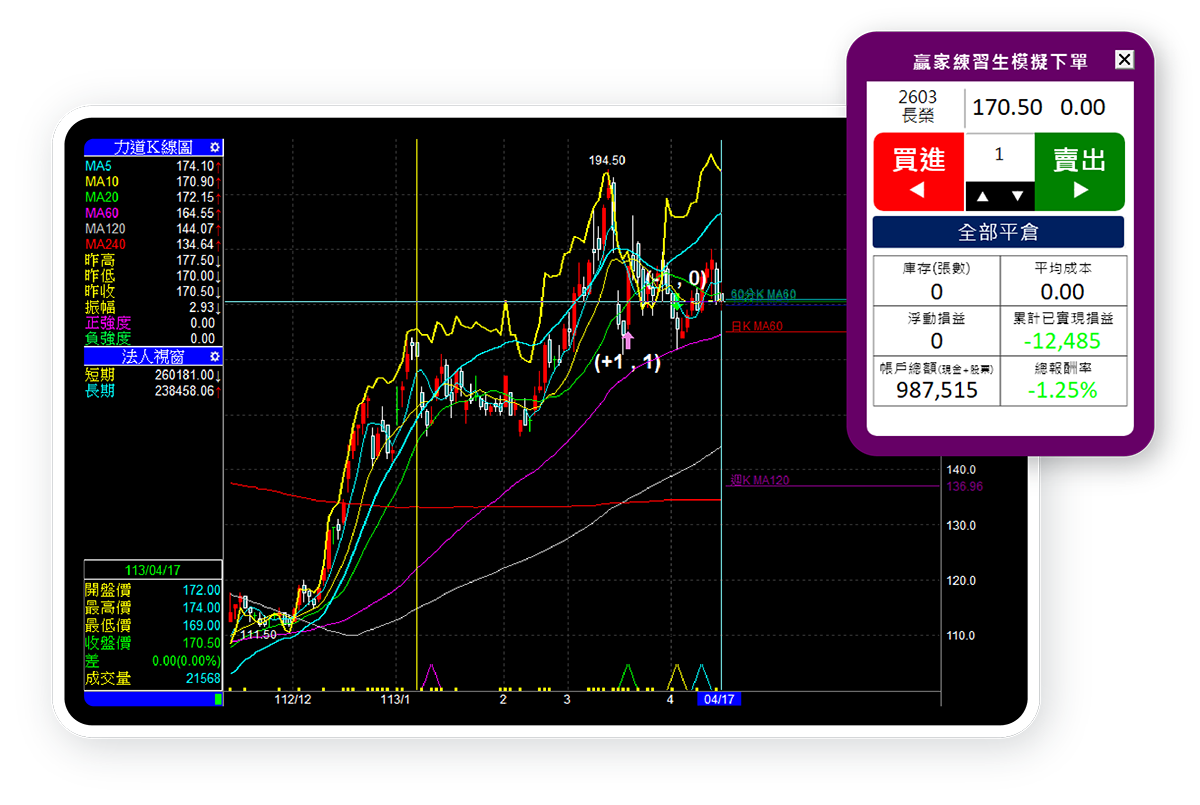 贏家練習生模擬下單
2603
長榮
170.50 0.00
買進
1
賣出
全部平倉
庫存(張數)
0
平均成本
0.00
浮動損益
0
累計已實現損益
-12,485
帳戶總額(現金+股票)
987,515
總報酬率
-1.25%
力道K線圖
MA5 174.10↑
MA10 170.90↑
MA20 172.15↑
MA60 164.55↑
MA120 144.07↑
MA240 134.64↑
昨高 177.50↓
昨低 170.00↓
昨收 170.50↓
振幅 2.93↓
正強度 0.00
負強度 0.00
法人視窗
短期 260181.00↓
長期 238458.06↑
113/04/17
開盤價 172.00
最高價 174.00
最低價 169.00
收盤價 170.50
差 0.00(0.00%)
成交量 21568
194.50
, 0)
(+1 , 1)
111.50
60分K MA60
日K MA60
週K MA120
140.0
136.96
130.0
120.0
110.0
112/12 113/1 2 3 4 04/17